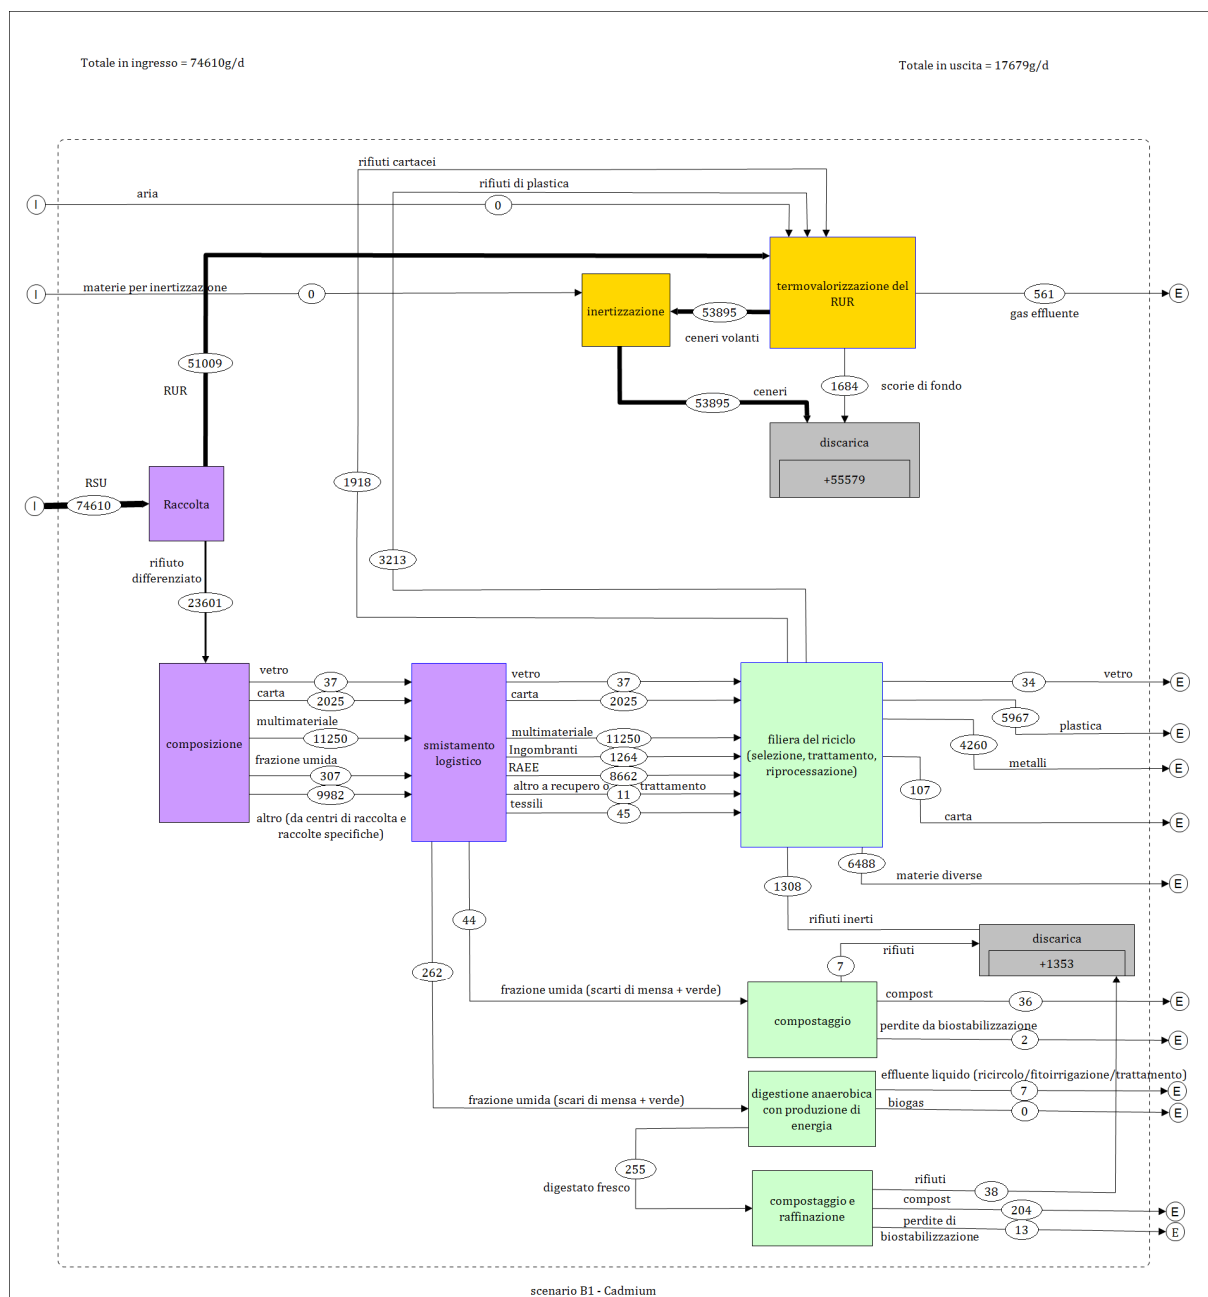 Totale in ingresso = 74610g/d
Totale in uscita = 17679g/d
rifiuti cartacei
rifiuti di plastica
aria
I
0
I
materie per inertizzazione
0
inertizzazione
termovalorizzazione del
RUR
53895
ceneri volanti
561
gas effluente
E
51009
RUR
1684
scorie di fondo
ceneri
53895
discarica
+55579
RSU
I
74610
Raccolta
1918
3213
rifiuto
differenziato
23601
composizione
vetro
37
carta
2025
multimateriale
11250
frazione umida
307
9982
altro (da centri di raccolta e
raccolte specifiche)
smistamento
logistico
vetro
37
carta
2025
multimateriale
11250
Ingombranti
1264
RAEE
8662
altro a recupero o trattamento
11
tessili
45
filiera del riciclo
(selezione, trattamento,
riprocessazione)
34
vetro
E
5967
plastica
E
4260
metalli
E
107
carta
E
6488
materie diverse
E
1308
rifiuti inerti
44
262
discarica
+1353
rifiuti
7
frazione umida (scarti di mensa + verde)
compostaggio
compost
36
E
perdite da biostabilizzazione
2
E
frazione umida (scari di mensa + verde)
digestione anaerobica
con produzione di
energia
effluente liquido (ricircolo/fitoirrigazione/trattamento)
7
E
biogas
0
E
255
digestato fresco
compostaggio e
raffinazione
rifiuti
38
compost
204
E
perdite di
biostabilizzazione
13
E
scenario B1 - Cadmium